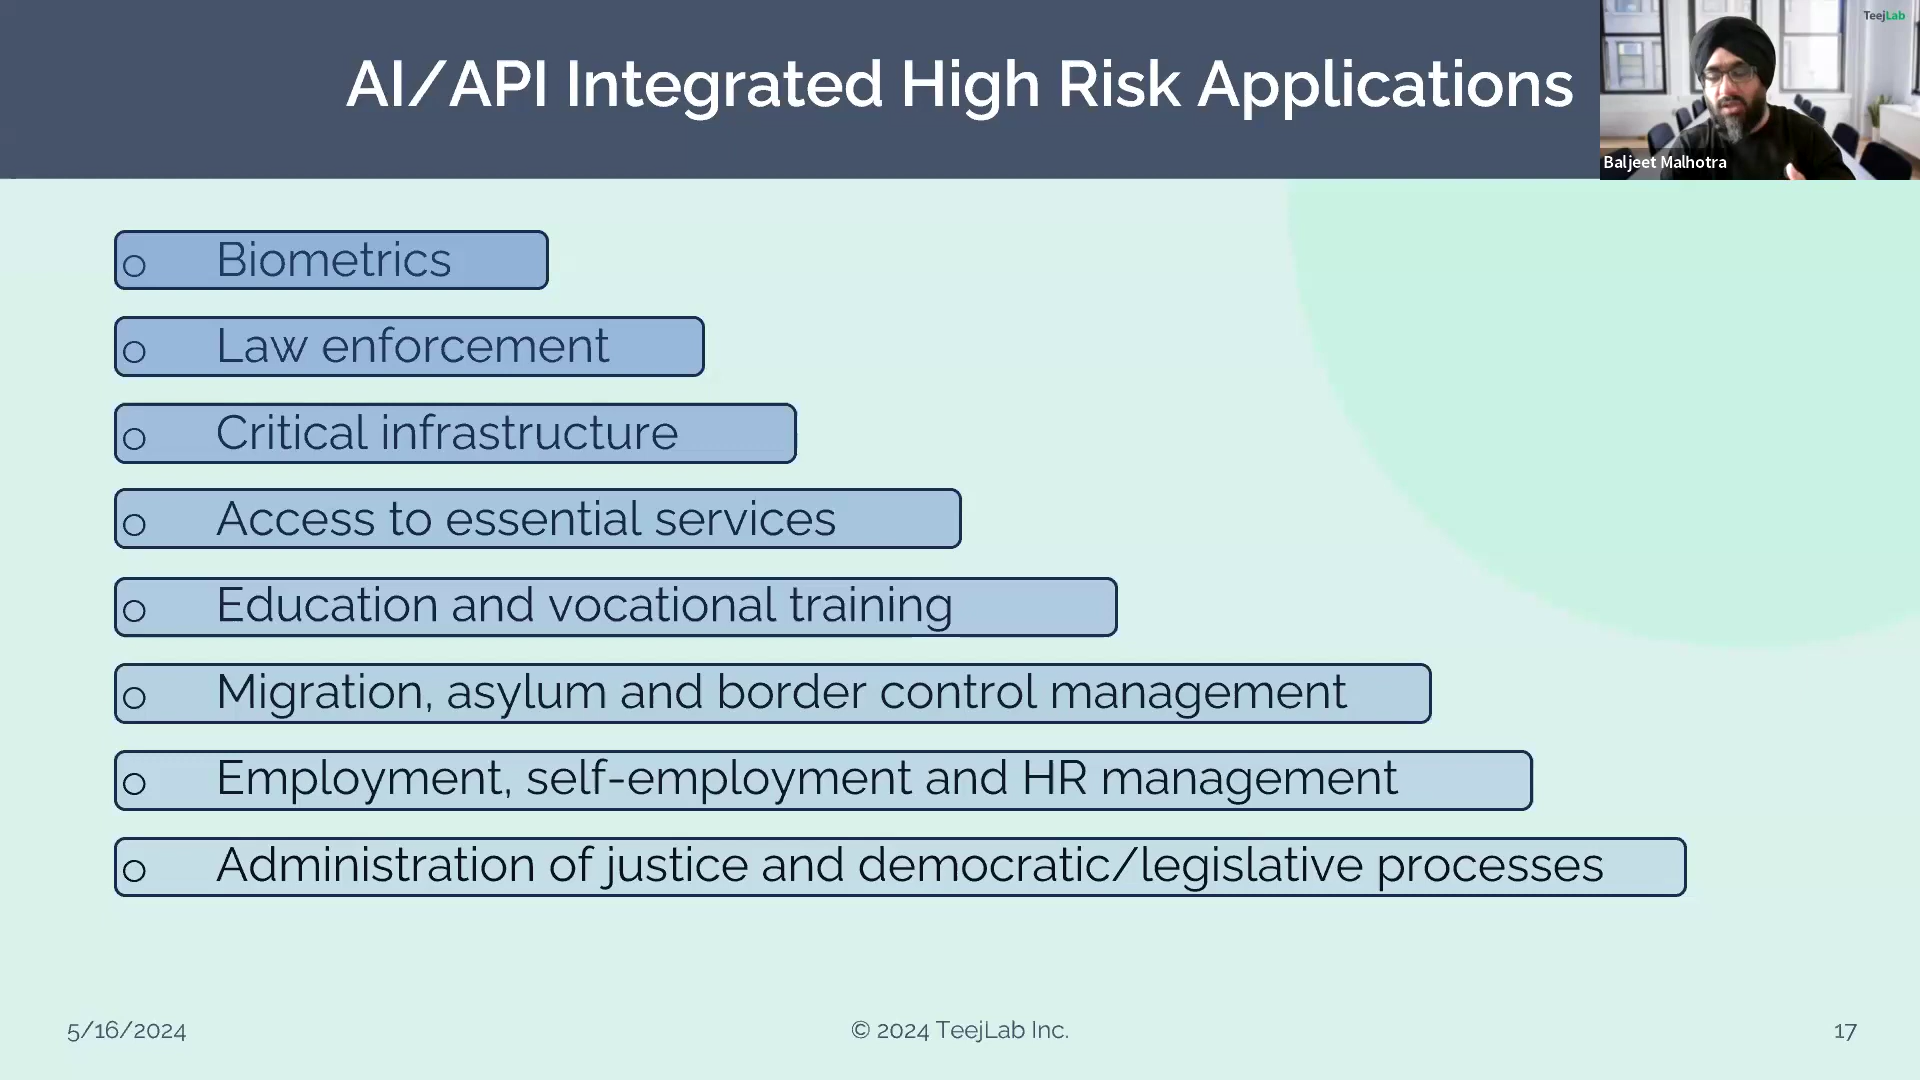 AI/API Integrated High Risk Applications
TeejLab
Baljeet Malhotra
o Biometrics
o Law enforcement
o Critical infrastructure
o Access to essential services
o Education and vocational training
o Migration, asylum and border control management
o Employment, self-employment and HR management
o Administration of justice and democratic/legislative processes
5/16/2024
© 2024 TeejLab Inc.
17